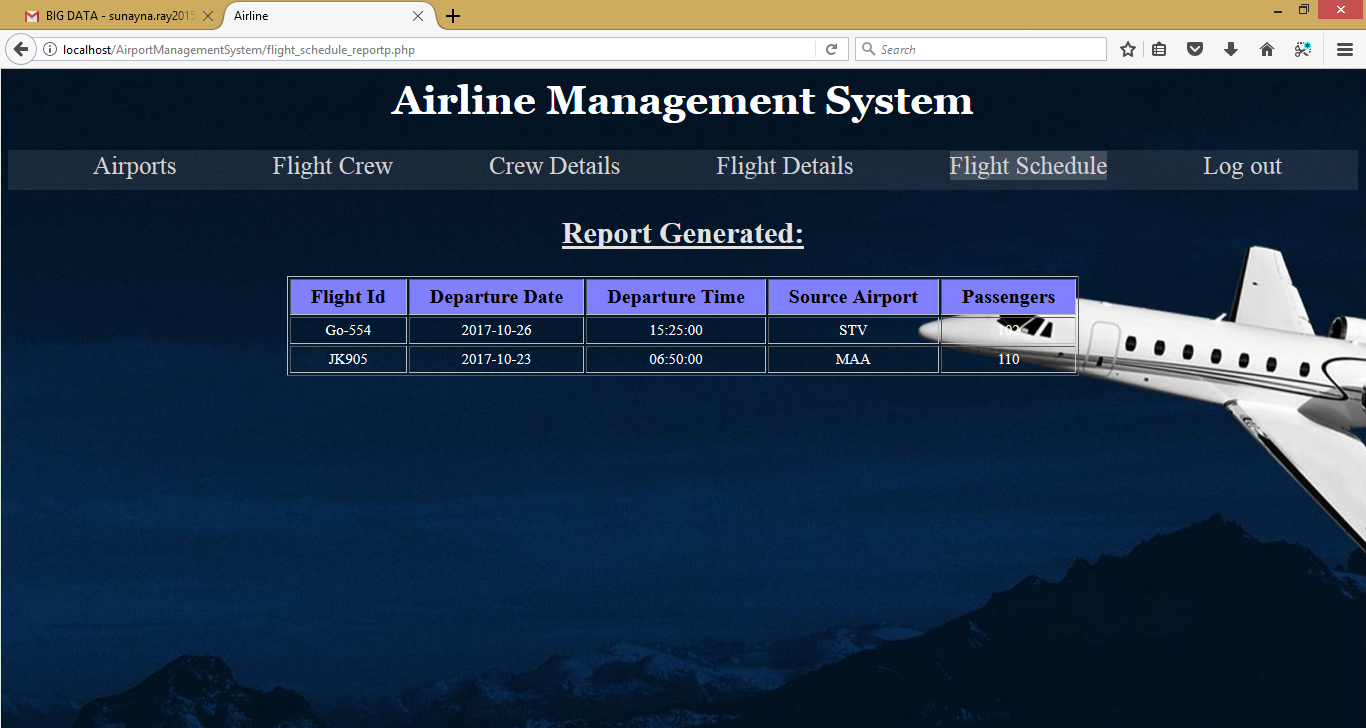 BIG DATA - sunayna.ray2015
Airline
localhost/AirportManagementSystem/flight_schedule_reportp.php
Search
Airline Management System
Airports Flight Crew Crew Details Flight Details Flight Schedule Log out
Report Generated:
Flight Id Departure Date Departure Time Source Airport Passengers
Go-554 2017-10-26 15:25:00 STV
JK905 2017-10-23 06:50:00 MAA 110